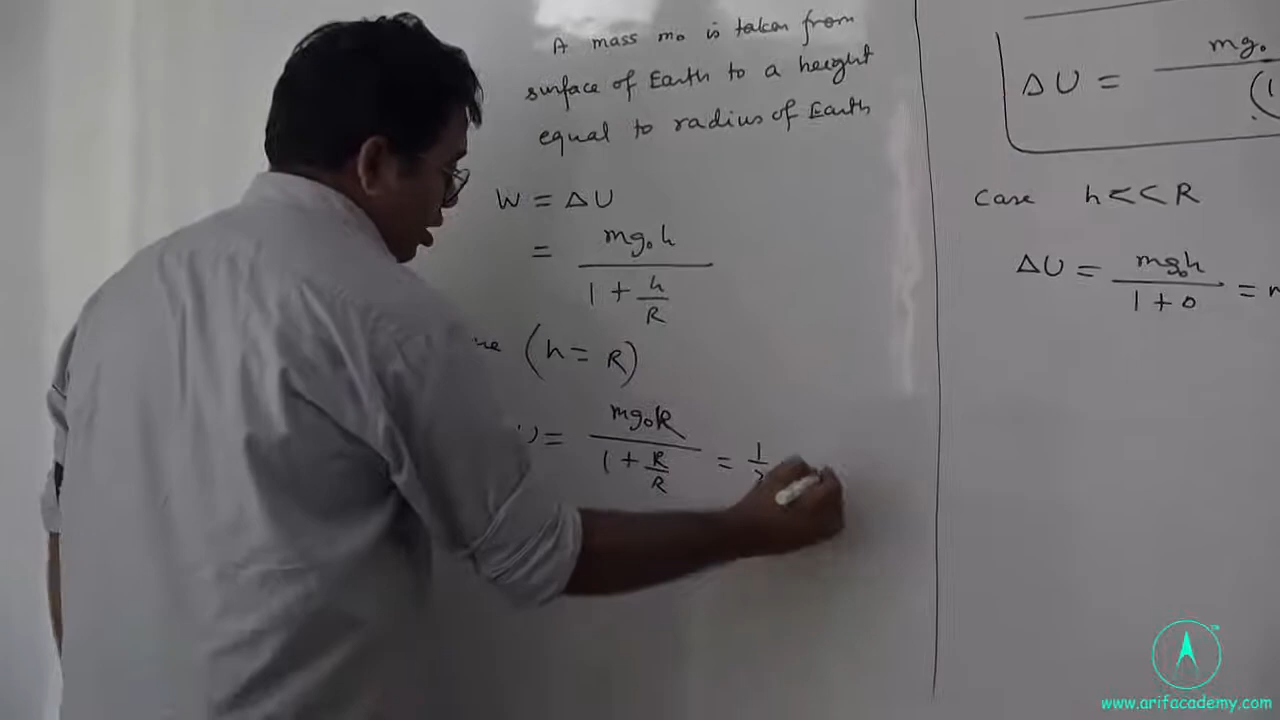 A mass m₀ is taken from
surface of Earth to a height
equal to radius of Earth
W = ΔU
= mg₀h / (1 + h/R)
(h = R)
= mg₀R / (1 + R/R) = 1/2
ΔU = mg₀
Case h << R
ΔU = mg₀h / (1 + 0) =
www.arifacademy.com